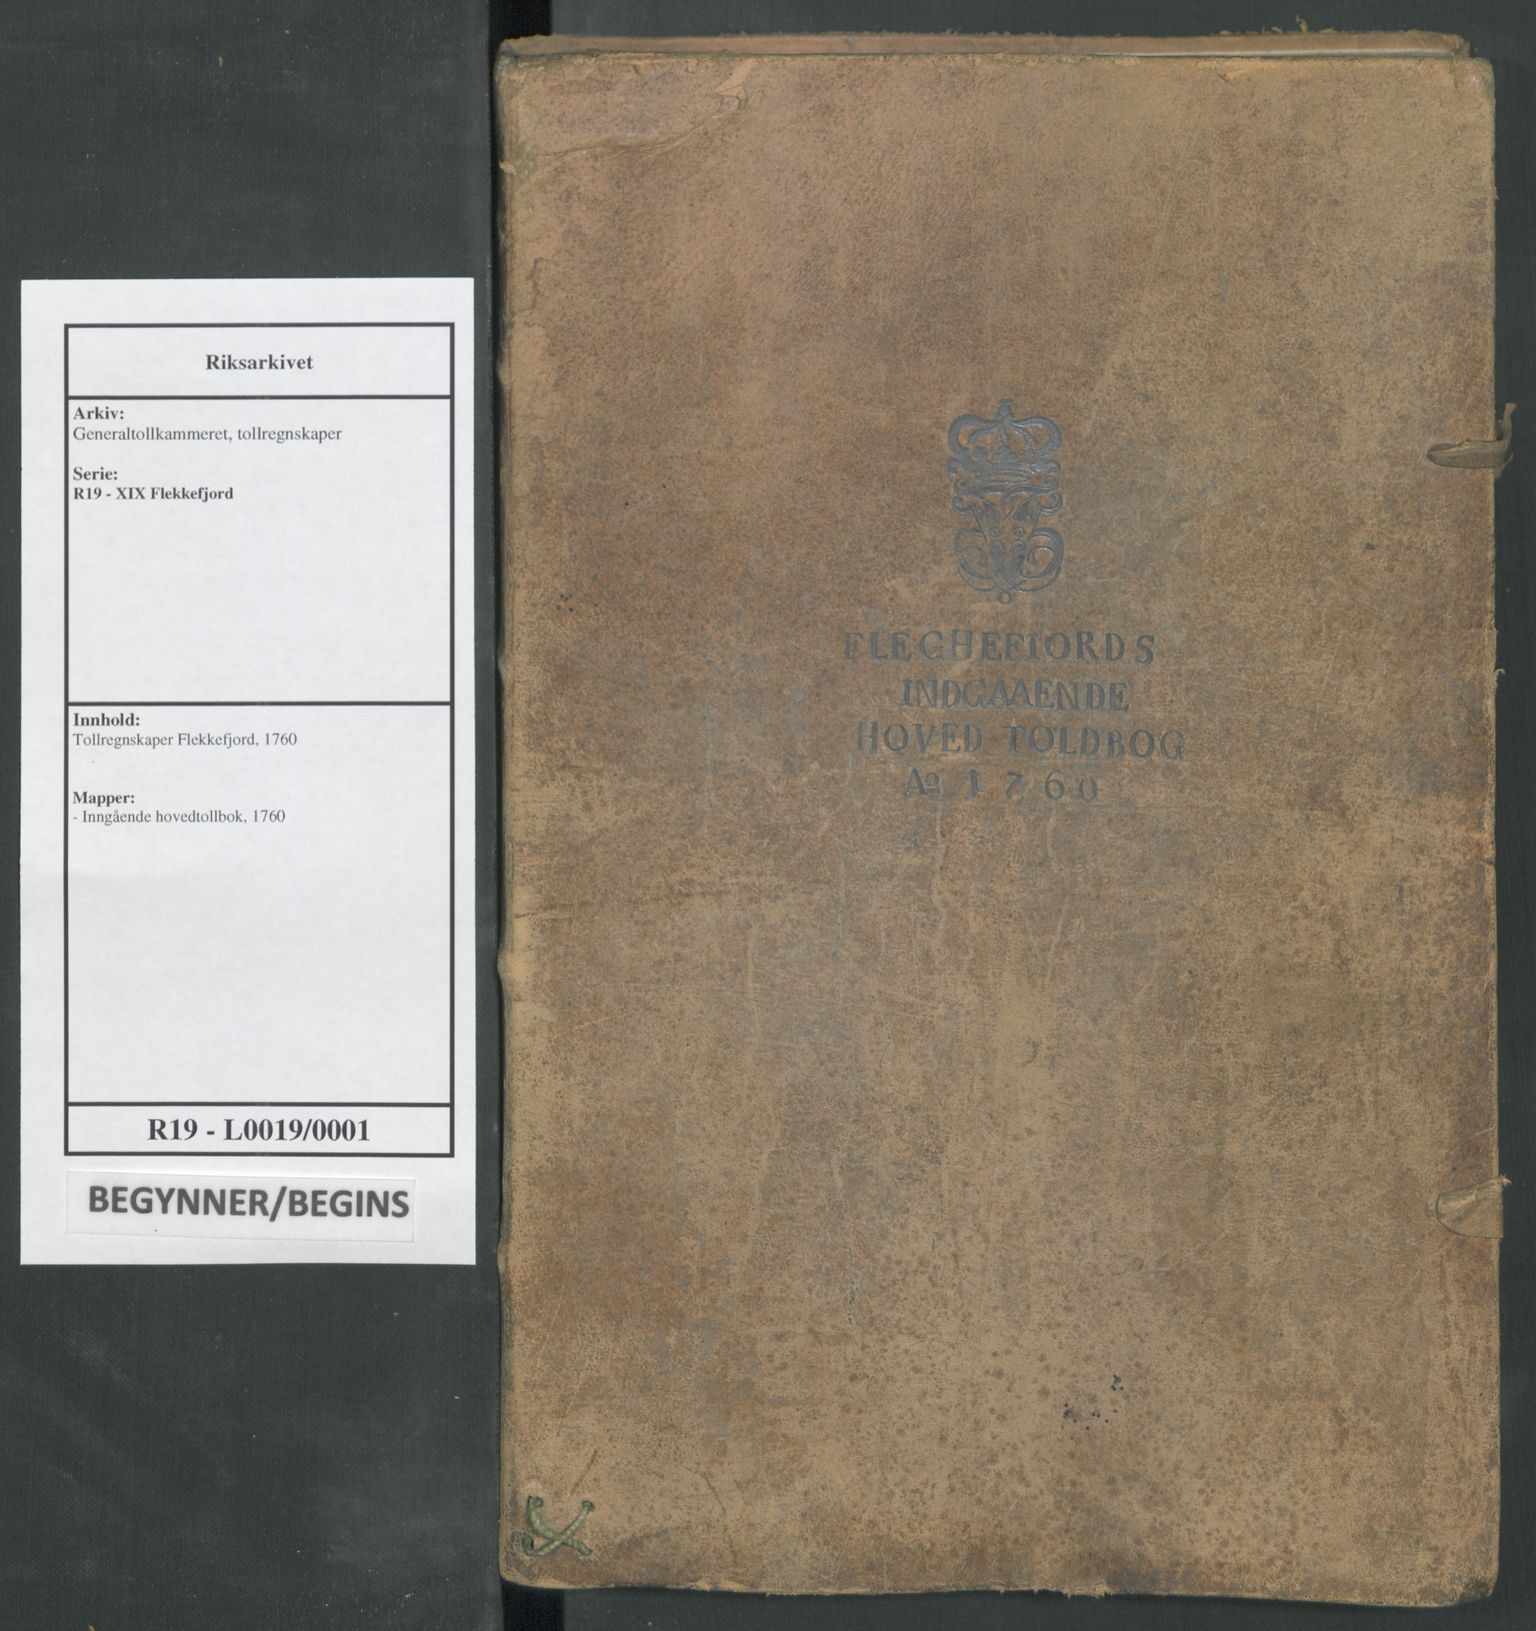 Riksarkivet
Arkiv:
Generaltollkammeret, tollregnskaper
Serie:
R19 - XIX Flekkefjord
Innhold:
Tollregnskaper Flekkefjord, 1760
Mapper:
- Inngående hovedtollbok, 1760
R19 - L0019/0001
BEGYNNER/BEGINS
FLEGHEFIORDS
INDGAAENDE
HOVED-TOLDBOG
Aº 1760